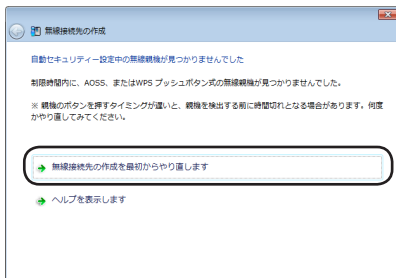 無線接続先の作成
自動セキュリティー設定中の無線親機が見つかりませんでした
制限時間内に、AOSS、またはWPS プッシュボタン式の無線親機が見つかりませんでした。
※ 親機のボタンを押すタイミングが遅いと、親機を検出する前に時間切れとなる場合があります。何度
かやり直してみてください。
無線接続先の作成を最初からやり直します
ヘルプを表示します